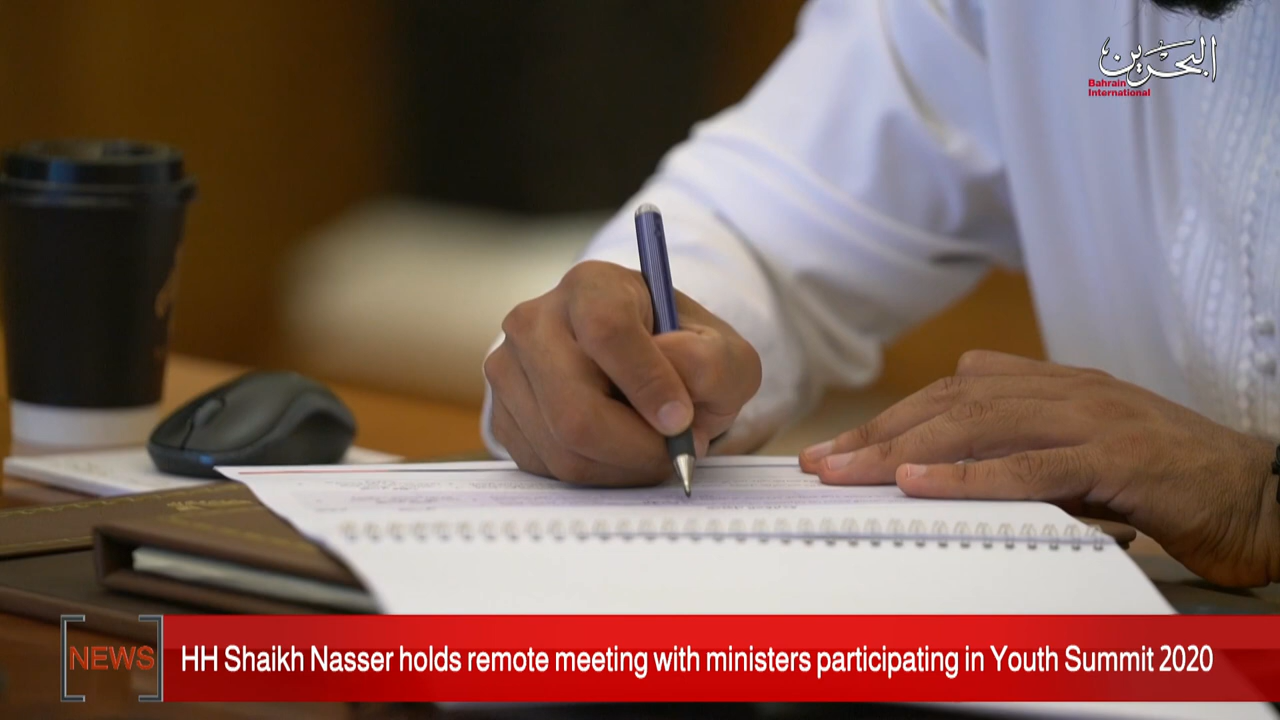 البحرين
Bahrain
International
NEWS
HH Shaikh Nasser holds remote meeting with ministers participating in Youth Summit 2020